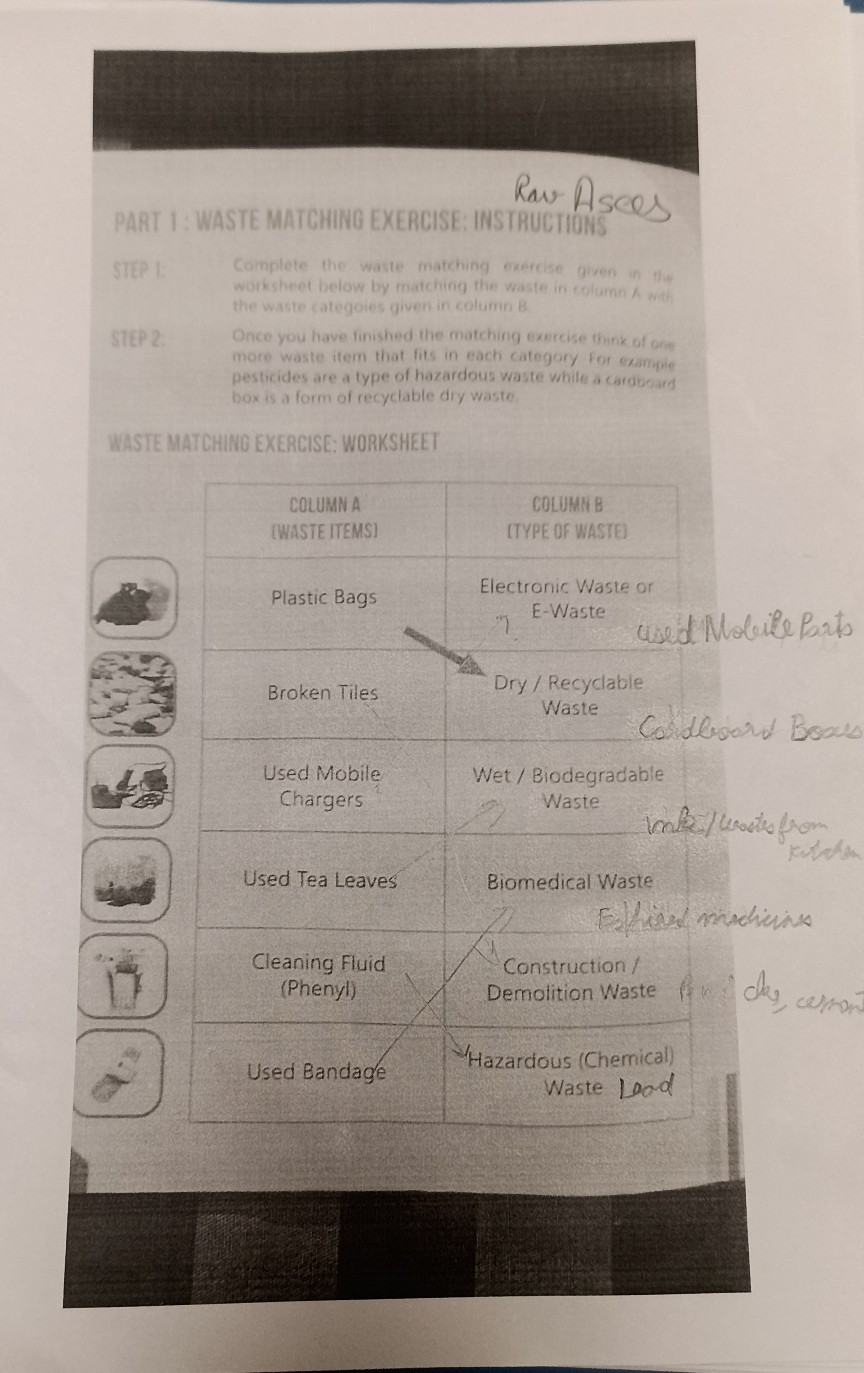 Rav Asces
PART 1 : WASTE MATCHING EXERCISE: INSTRUCTIONS
STEP 1:
Complete the waste matching exercise given in the
worksheet below by matching the waste in column A with
the waste categoies given in column B.
STEP 2:
Once you have finished the matching exercise think of one
more waste item that fits in each category. For example
pesticides are a type of hazardous waste while a cardboard
box is a form of recyclable dry waste.
WASTE MATCHING EXERCISE: WORKSHEET
COLUMN A
(WASTE ITEMS)
COLUMN B
(TYPE OF WASTE)
Plastic Bags
Electronic Waste or
E-Waste
used Mobile Parts
Broken Tiles
Dry / Recyclable
Waste
Cardboard Boxes
Used Mobile
Chargers
Wet / Biodegradable
Waste
/ wastes from
kitchen
Used Tea Leaves
Biomedical Waste
Expired medicines
Cleaning Fluid
(Phenyl)
Construction /
Demolition Waste
cement
Used Bandage
Hazardous (Chemical)
Waste Lead